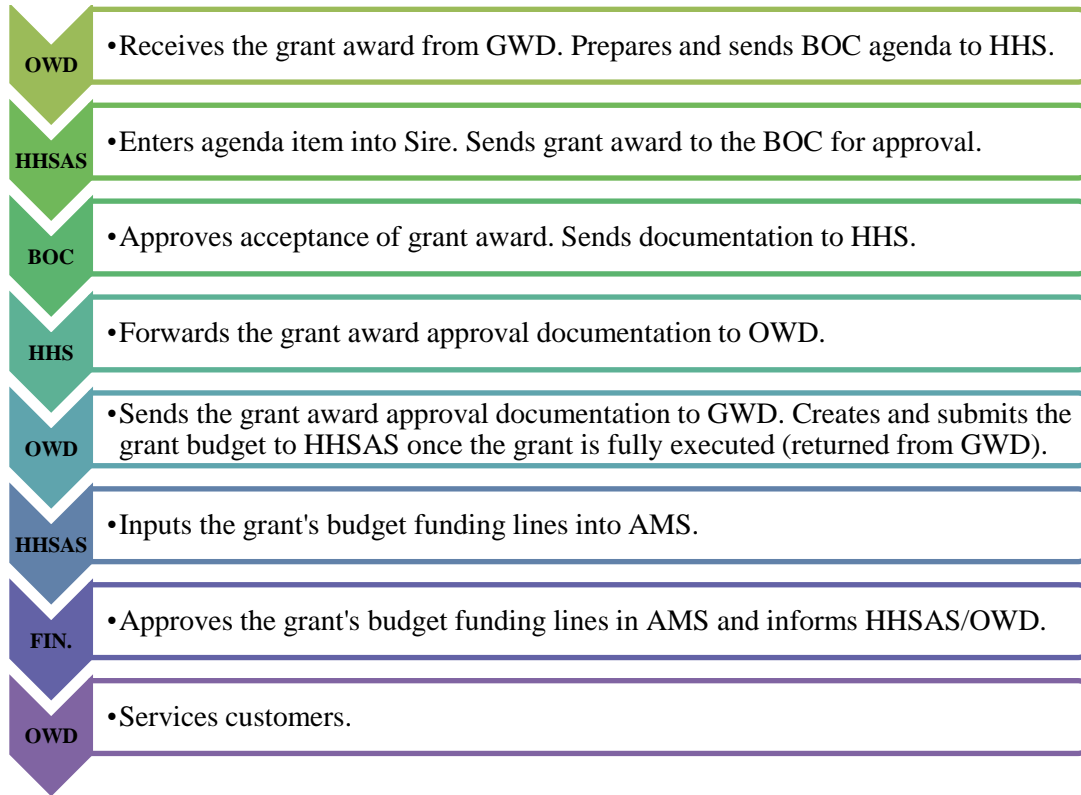 OWD
•Receives the grant award from GWD. Prepares and sends BOC agenda to HHS.
HHSAS
•Enters agenda item into Sire. Sends grant award to the BOC for approval.
BOC
•Approves acceptance of grant award. Sends documentation to HHS.
HHS
•Forwards the grant award approval documentation to OWD.
OWD
•Sends the grant award approval documentation to GWD. Creates and submits the
grant budget to HHSAS once the grant is fully executed (returned from GWD).
HHSAS
•Inputs the grant's budget funding lines into AMS.
FIN.
•Approves the grant's budget funding lines in AMS and informs HHSAS/OWD.
OWD
•Services customers.